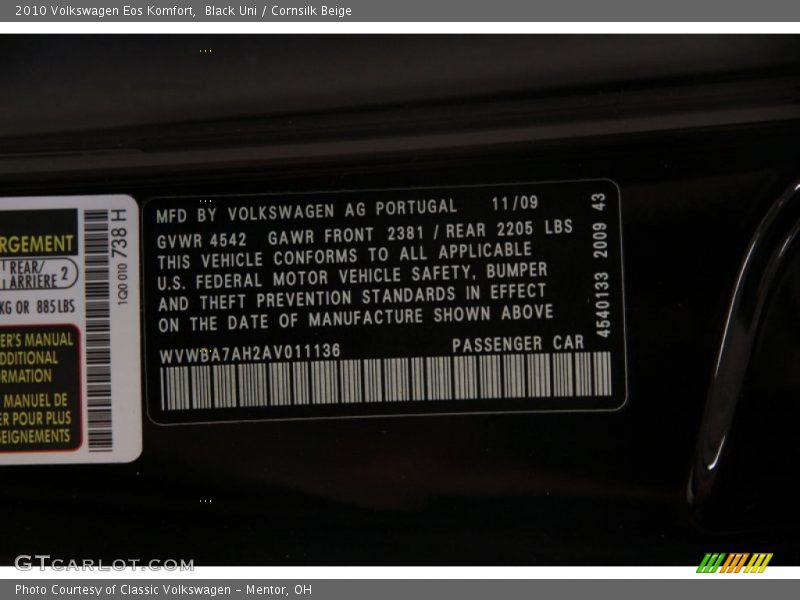 2010 Volkswagen Eos Komfort,  Black Uni / Cornsilk Beige
RGEMENT
REAR/
ARRIERE 2
KG OR 885 LBS
ER'S MANUAL
DDITIONAL
RMATION
MANUEL DE
ER POUR PLUS
SEIGNEMENTS
1Q0 010 738 H
MFD BY VOLKSWAGEN AG PORTUGAL 11/09
GVWR 4542 GAWR FRONT 2381 / REAR 2205 LBS
THIS VEHICLE CONFORMS TO ALL APPLICABLE
U.S. FEDERAL MOTOR VEHICLE SAFETY, BUMPER
AND THEFT PREVENTION STANDARDS IN EFFECT
ON THE DATE OF MANUFACTURE SHOWN ABOVE
WVWBA7AH2AV011136 PASSENGER CAR
4540133 2009 43
GTCARLOT.COM
Photo Courtesy of Classic Volkswagen - Mentor, OH